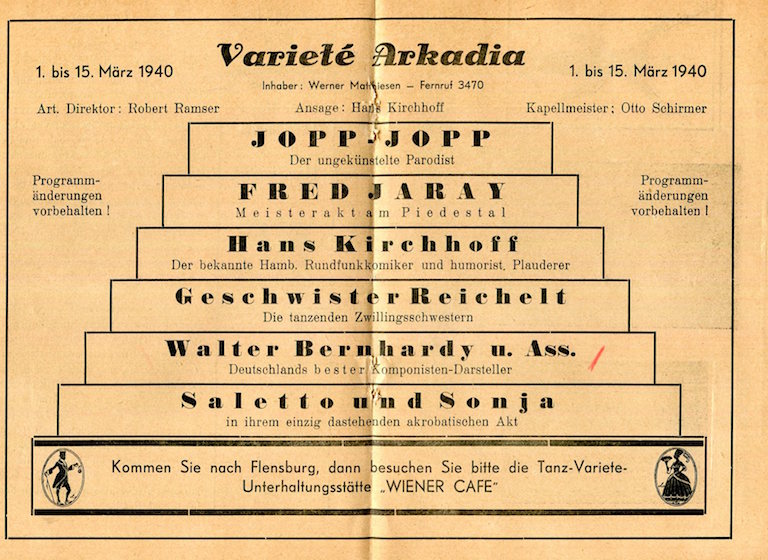 Varieté Arkadia
1. bis 15. März 1940
1. bis 15. März 1940
Inhaber: Werner Matthiesen – Fernruf 3470
Art. Direktor: Robert Ramser
Ansage: Hans Kirchhoff
Kapellmeister; Otto Schirmer
JOPP-JOPP
Der ungekünstelte Parodist
Programm-
änderungen
vorbehalten!
Programm-
änderungen
vorbehalten!
FRED JARAY
Meisterakt am Piedestal
Hans Kirchhoff
Der bekannte Hamb. Rundfunkkomiker und humorist. Plauderer
Geschwister Reichelt
Die tanzenden Zwillingsschwestern
Walter Bernhardy u. Ass.
Deutschlands bester Komponisten-Darsteller
Saletto und Sonja
in ihrem einzig dastehenden akrobatischen Akt
Kommen Sie nach Flensburg, dann besuchen Sie bitte die Tanz-Variete-
Unterhaltungsstätte „WIENER CAFE“